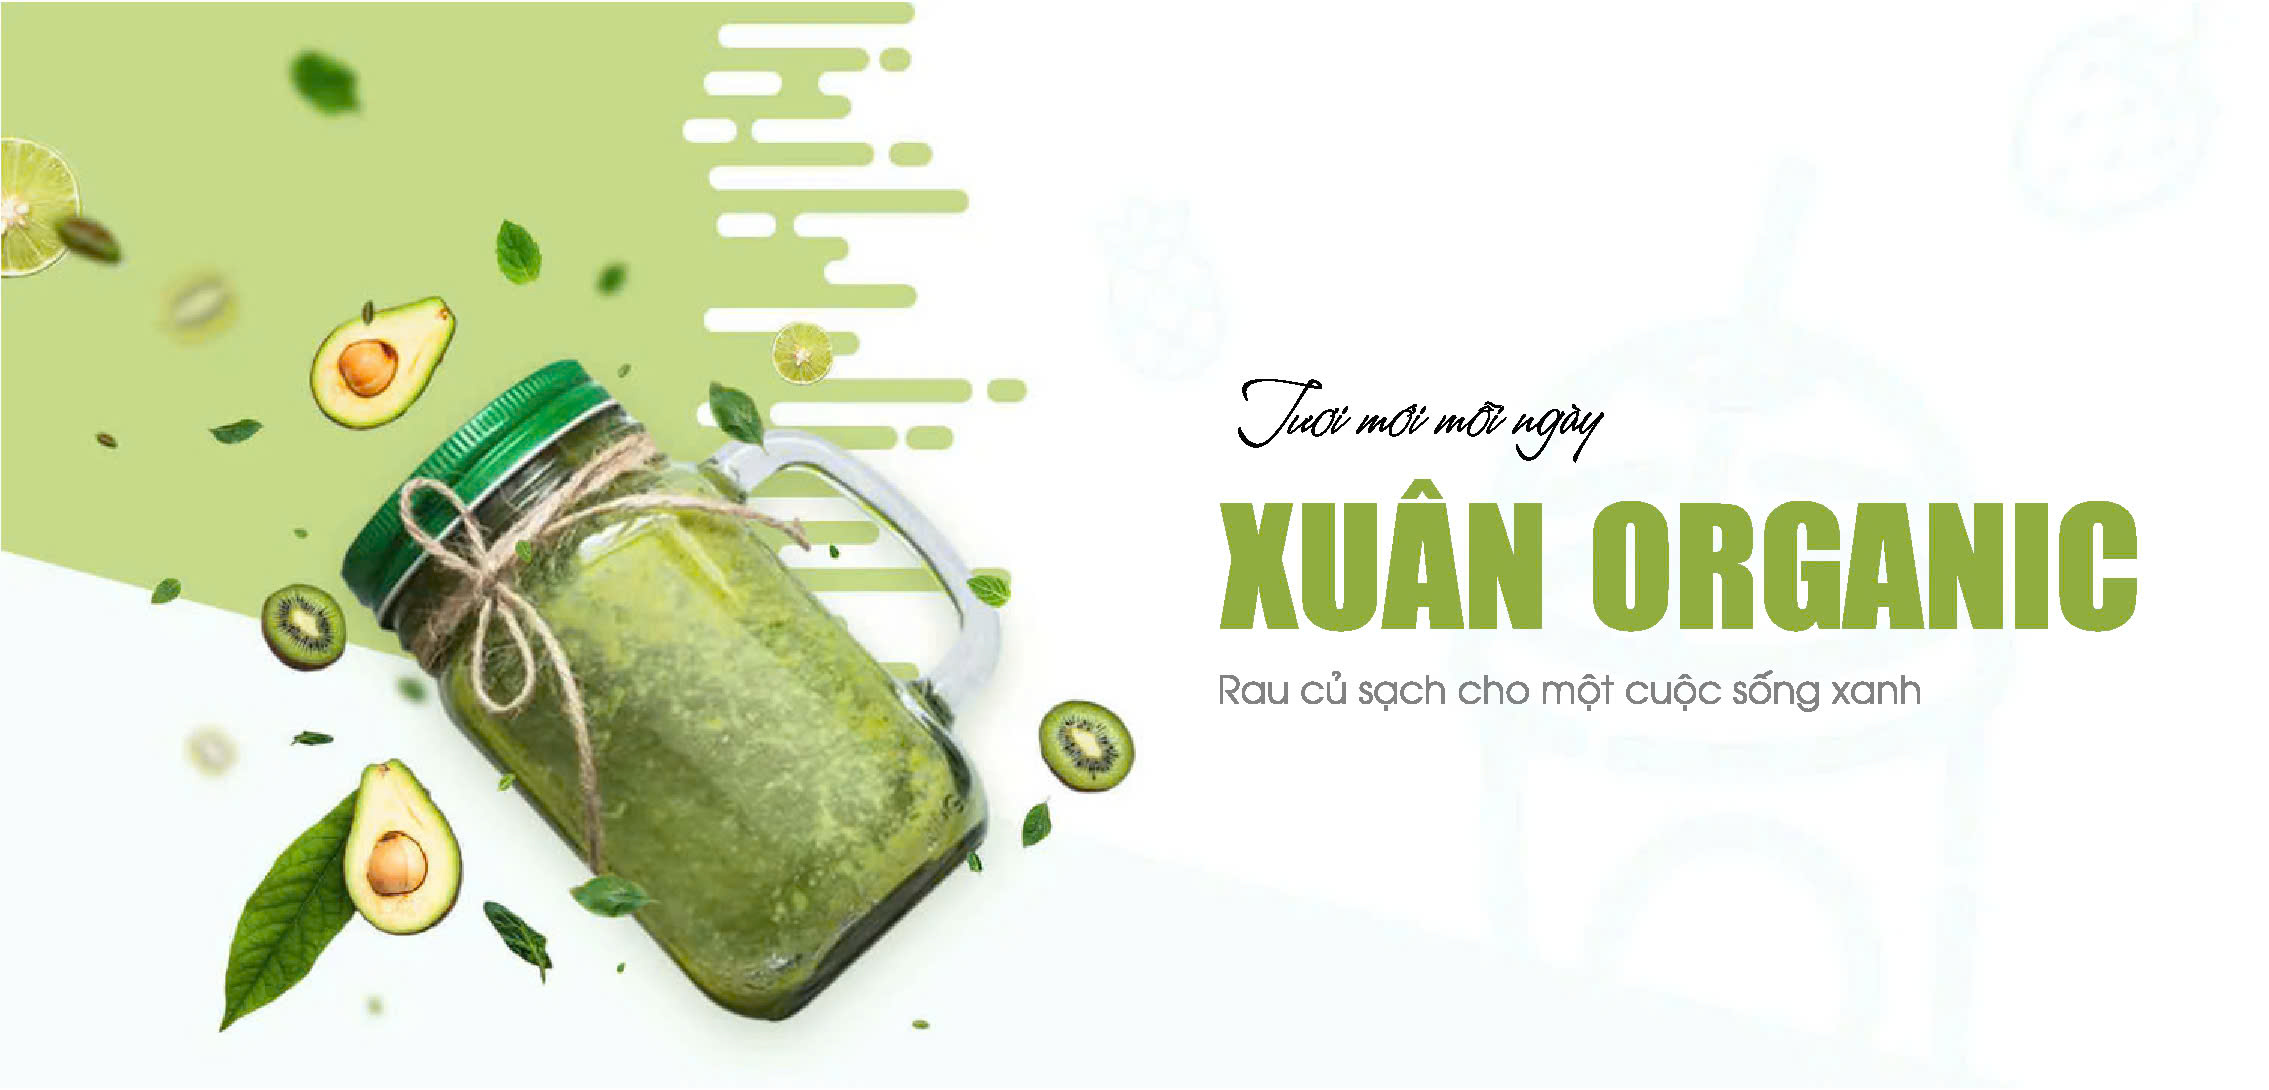 Tươi mới mỗi ngày
XUÂN ORGANIC
Rau củ sạch cho một cuộc sống xanh